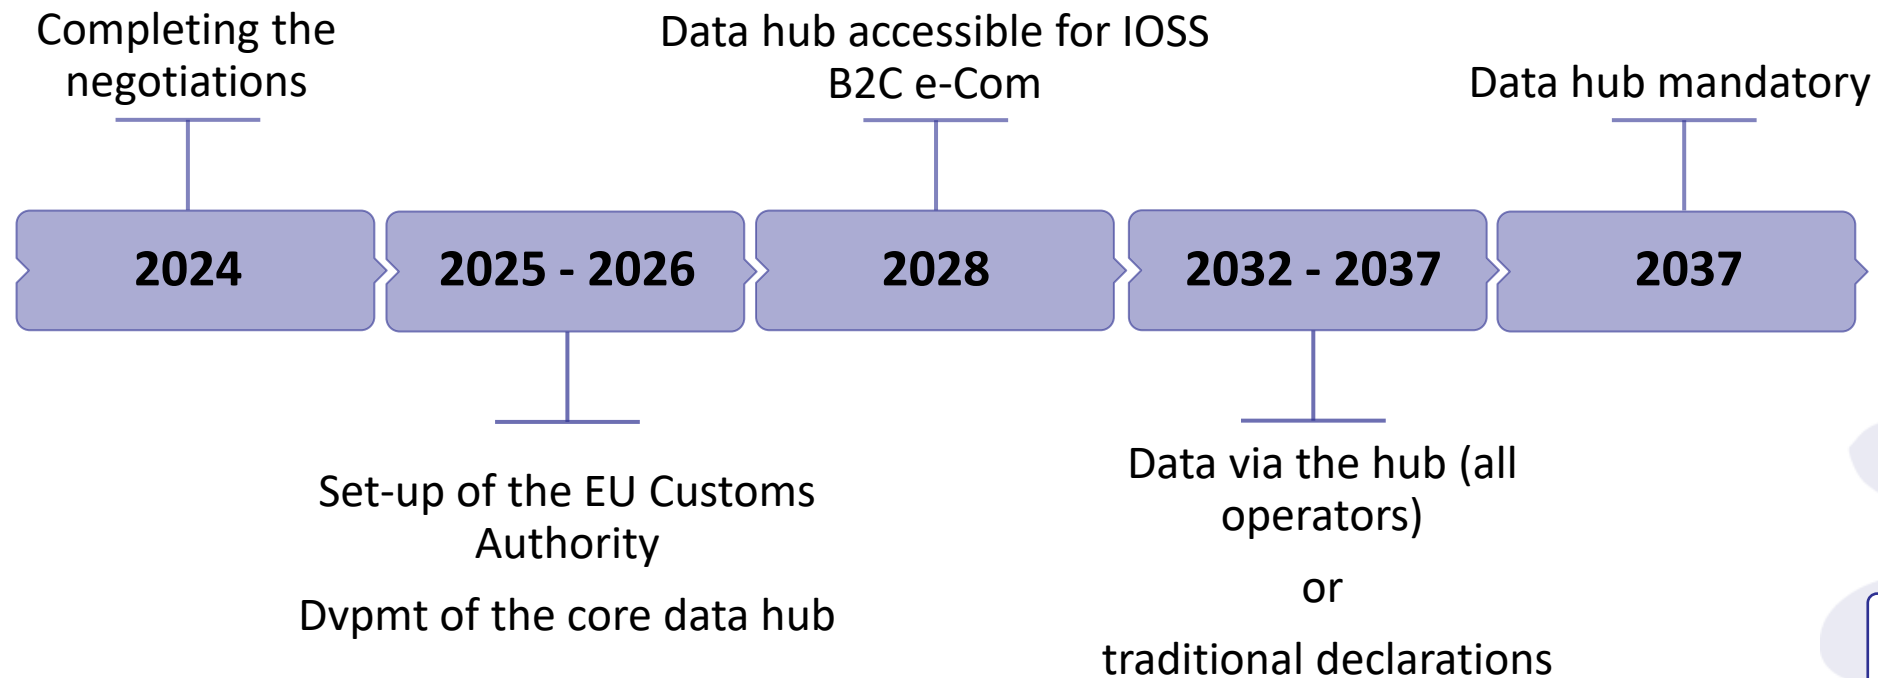 Completing the
negotiations
Data hub accessible for IOSS
B2C e-Com
Data hub mandatory
2024
2025 - 2026
2028
2032 - 2037
2037
Set-up of the EU Customs
Authority
Dvpmt of the core data hub
Data via the hub (all
operators)
or
traditional declarations